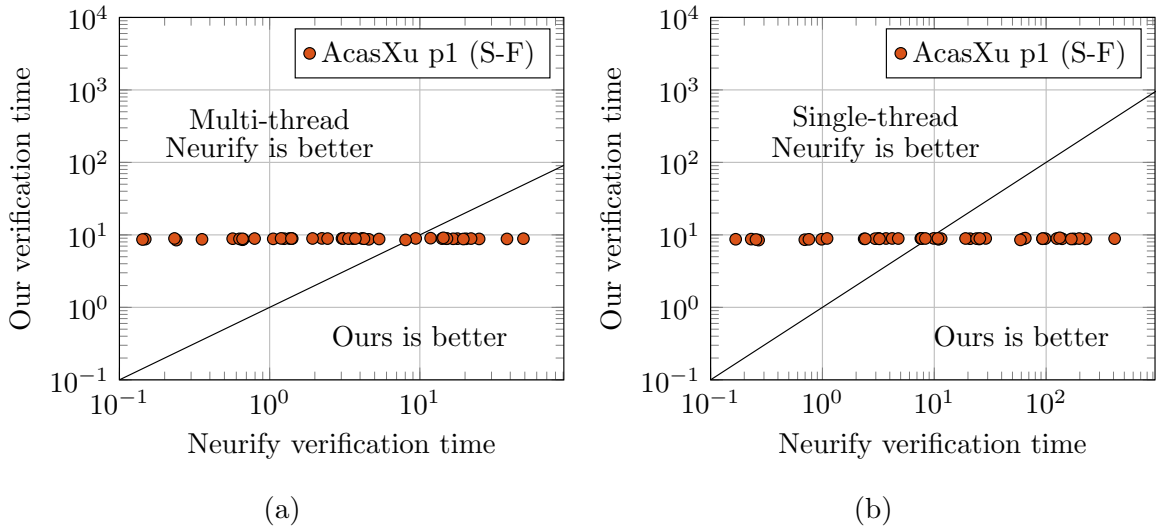 10^4
10^3
10^2
10^1
10^0
10^−1
Our verification time
AcasXu p1 (S-F)
Multi-thread
Neurify is better
Ours is better
10^−1
10^0
10^1
Neurify verification time
(a)
10^4
10^3
10^2
10^1
10^0
10^−1
Our verification time
AcasXu p1 (S-F)
Single-thread
Neurify is better
Ours is better
10^−1
10^0
10^1
10^2
Neurify verification time
(b)